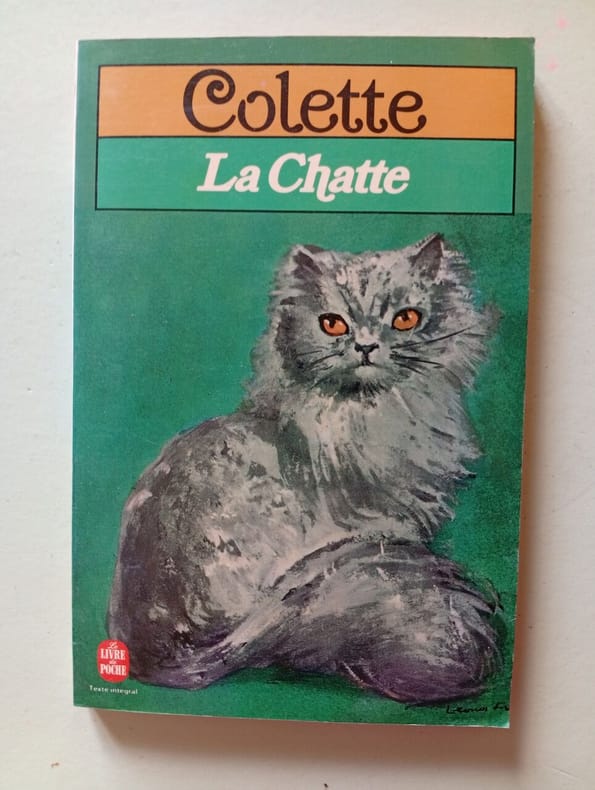 Colette
La Chatte
Le
LIVRE
de
POCHE
Texte intégral